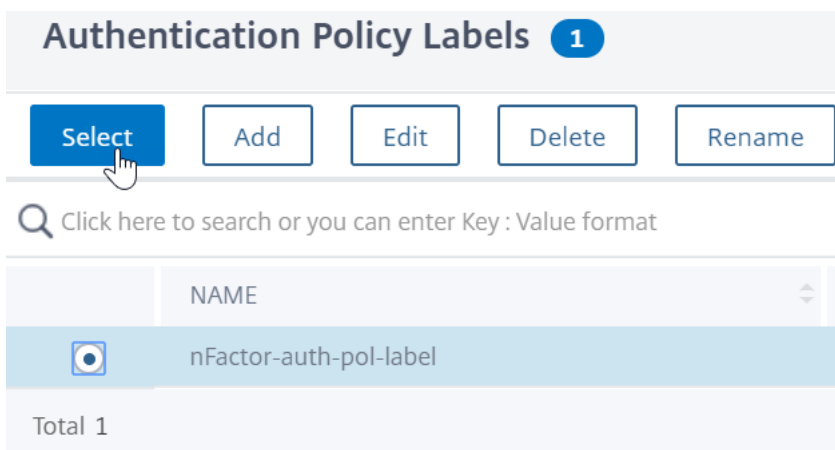 Authentication Policy Labels 1
Select Add Edit Delete Rename
Click here to search or you can enter Key : Value format
NAME
nFactor-auth-pol-label
Total 1